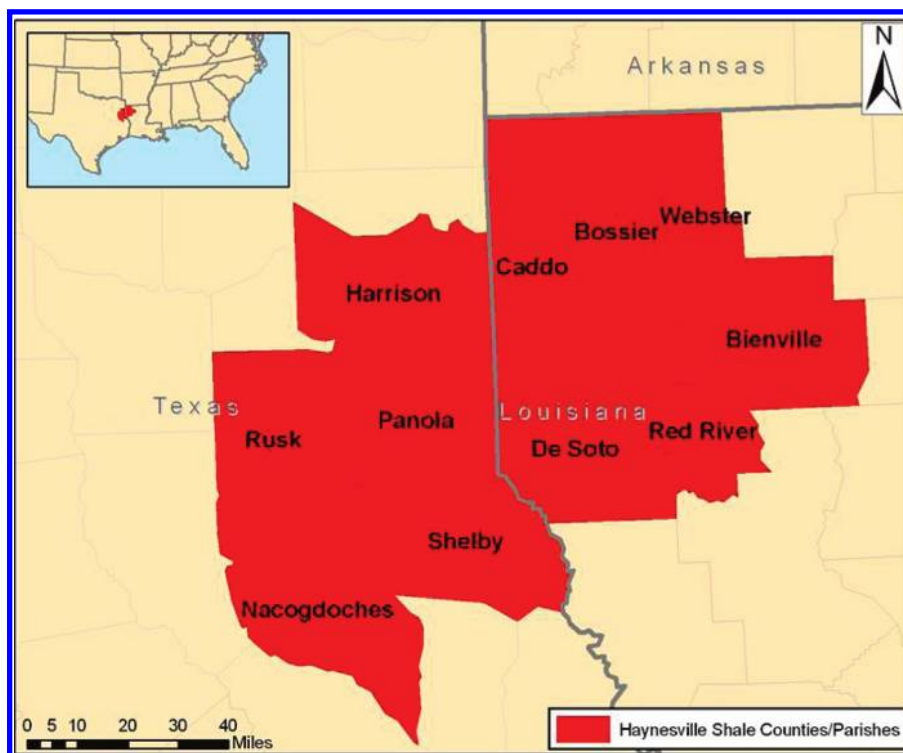 N
Arkansas
Webster
Bossier
Caddo
Harrison
Bienville
Texas
Louisiana
Panola
Rusk
Red River
De Soto
Shelby
Nacogdoches
0 5 10 20 30 40
Miles
Haynesville Shale Counties/Parishes